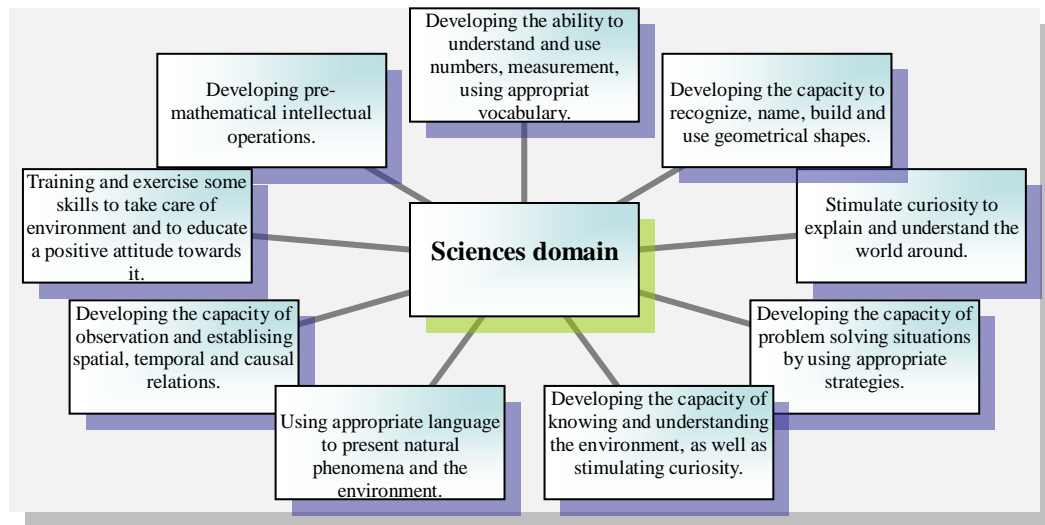 Developing the ability to
understand and use
numbers, measurement,
using appropriat
vocabulary.
Developing the capacity to
recognize, name, build and
use geometrical shapes.
Stimulate curiosity to
explain and understand the
world around.
Developing the capacity of
problem solving situations
by using appropriate
strategies.
Developing the capacity of
knowing and understanding
the environment, as well as
stimulating curiosity.
Using appropriate language
to present natural
phenomena and the
environment.
Developing the capacity of
observation and establising
spatial, temporal and causal
relations.
Training and exercise some
skills to take care of
environment and to educate
a positive attitude towards
it.
Developing pre-
mathematical intellectual
operations.
Sciences domain